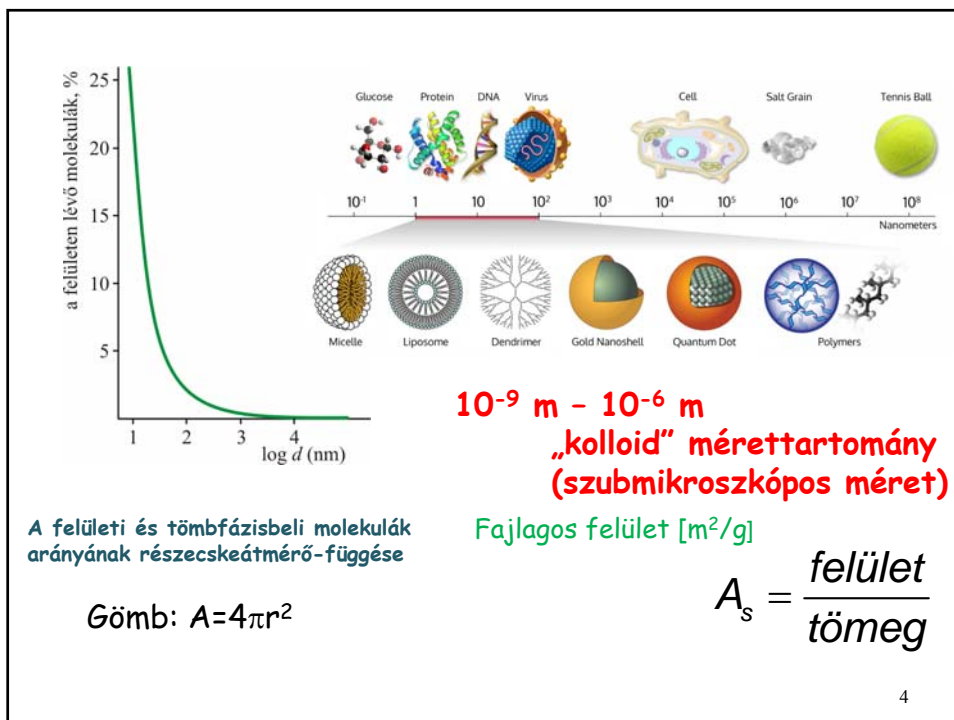 a felületen lévő molekulák, %
25
20
15
10
5
1 2 3 4
log d (nm)
Glucose Protein DNA Virus Cell Salt Grain Tennis Ball
10⁻¹ 1 10 10² 10³ 10⁴ 10⁵ 10⁶ 10⁷ 10⁸
Nanometers
Micelle Liposome Dendrimer Gold Nanoshell Quantum Dot Polymers
10⁻⁹ m – 10⁻⁶ m
„kolloid” mérettartomány
(szubmikroszkópos méret)
A felületi és tömbfázisbeli molekulák
arányának részecskeátmérő-függése
Fajlagos felület [m²/g]
Gömb: A=4πr²
Aₛ = felület
tömeg
4